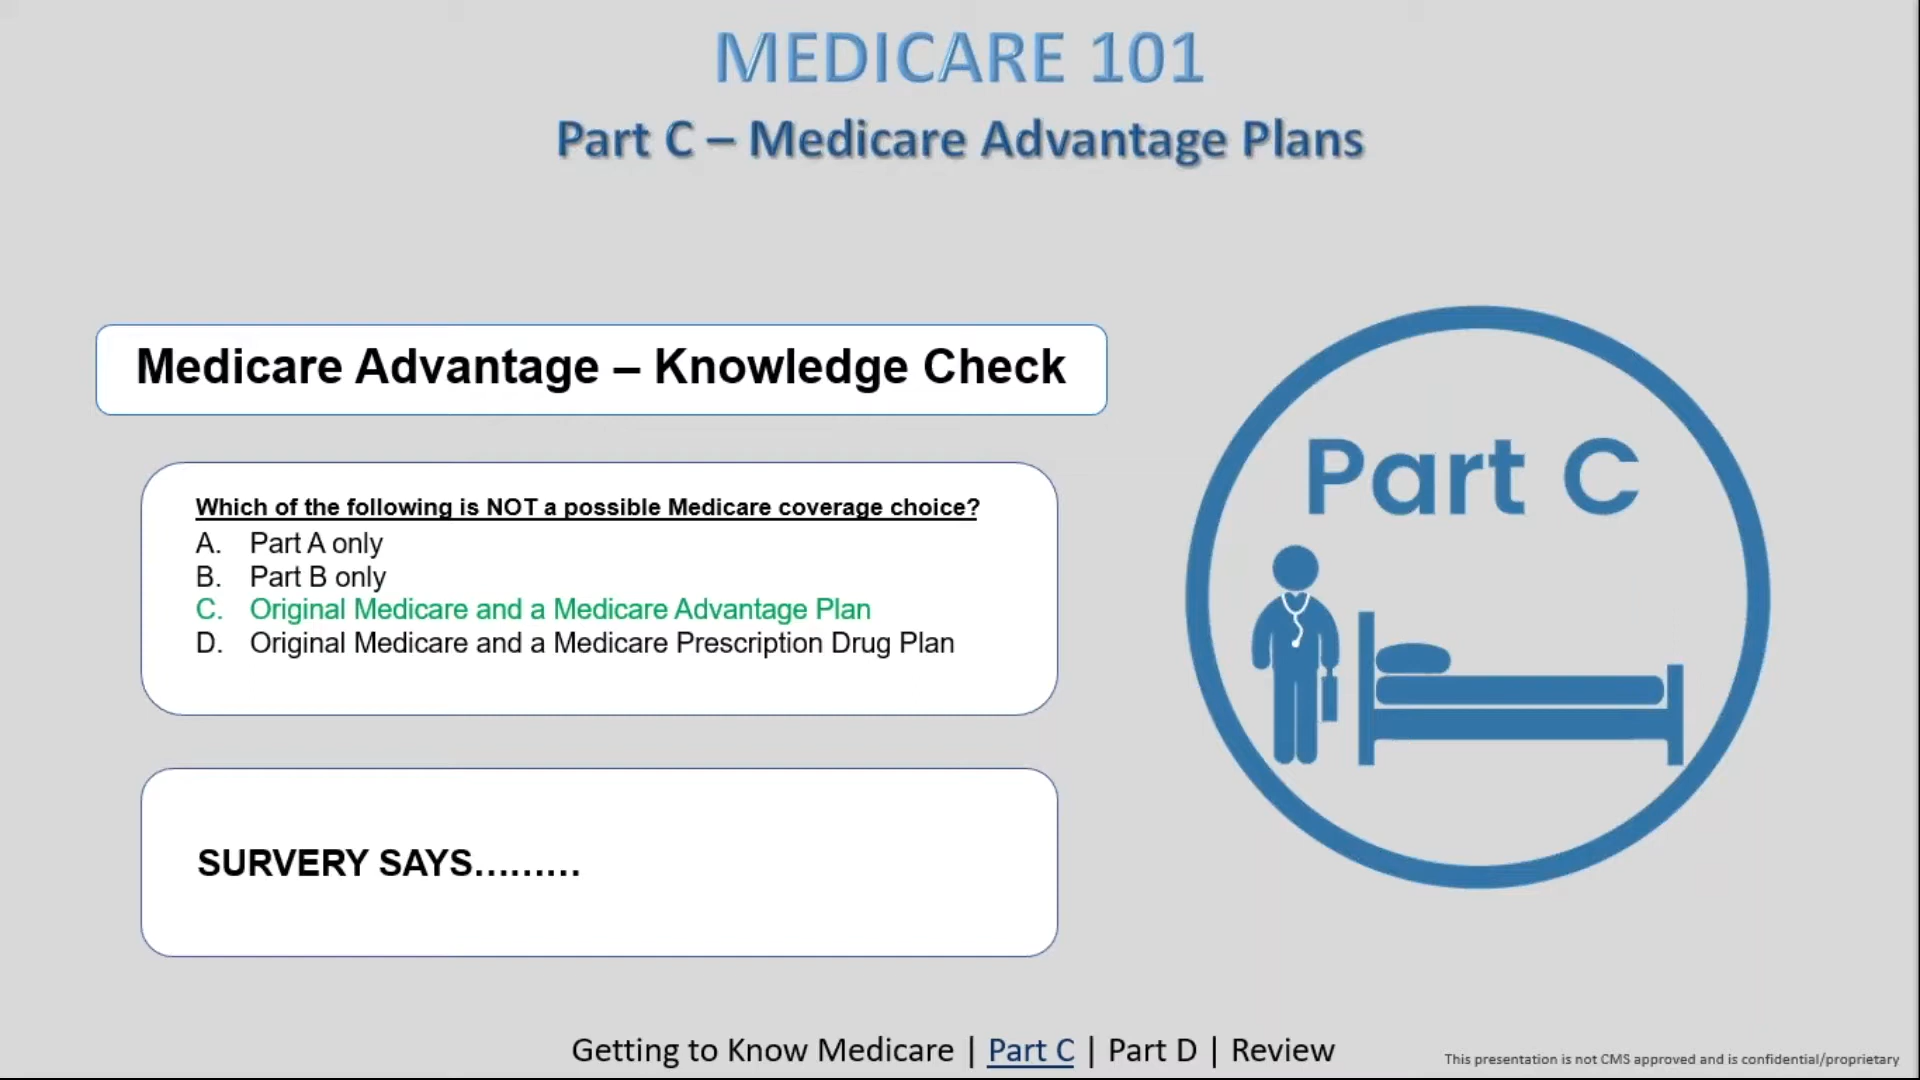 MEDICARE 101
Part C – Medicare Advantage Plans
Medicare Advantage – Knowledge Check
Which of the following is NOT a possible Medicare coverage choice?
A. Part A only
B. Part B only
C. Original Medicare and a Medicare Advantage Plan
D. Original Medicare and a Medicare Prescription Drug Plan
SURVERY SAYS.........
Part C
Getting to Know Medicare | Part C | Part D | Review
This presentation is not CMS approved and is confidential/proprietary